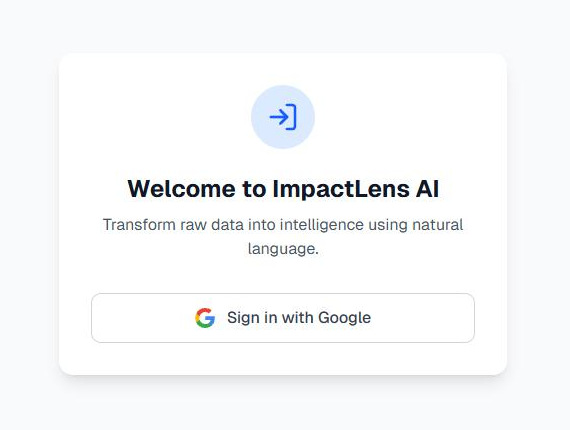 Welcome to ImpactLens AI
Transform raw data into intelligence using natural
language.
Sign in with Google